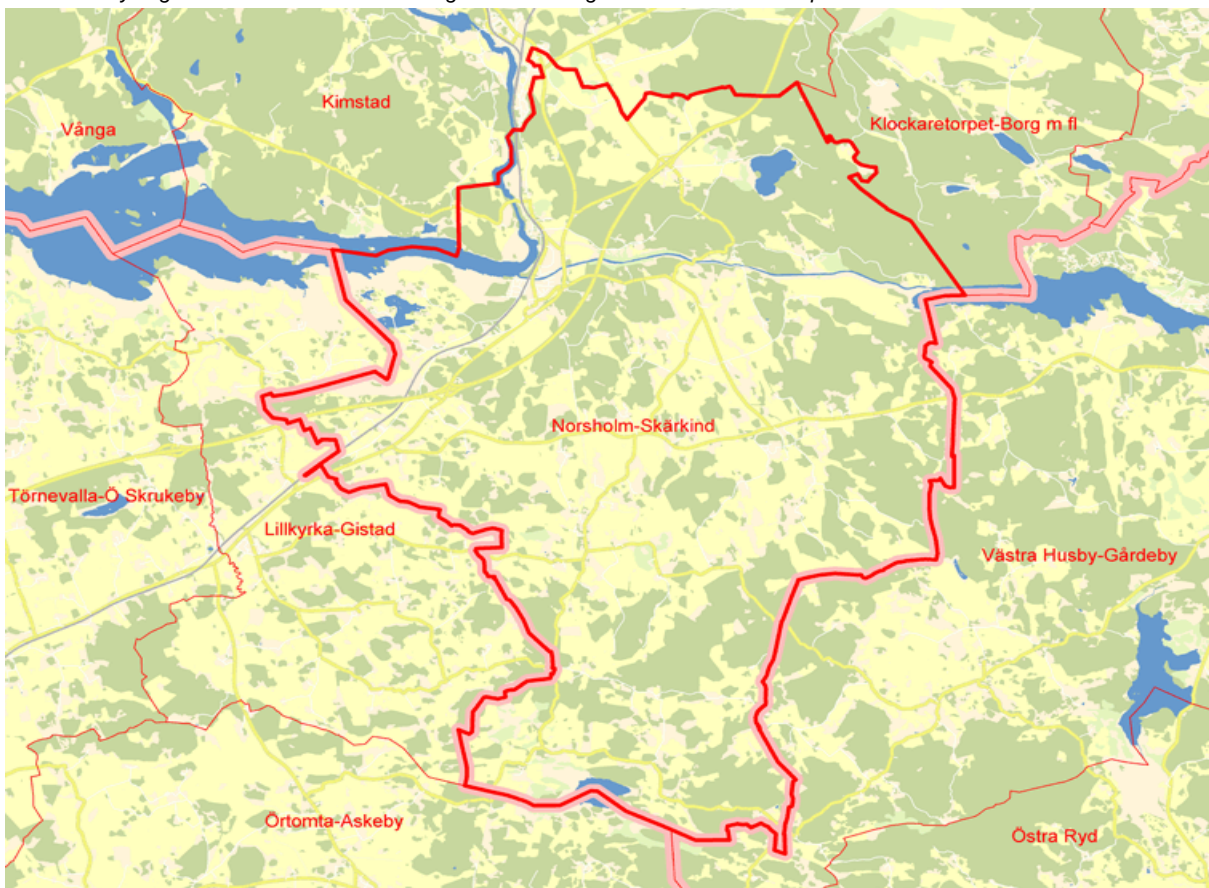 Kimstad
Vånga
Klockaretorpet-Borg m fl
Norsholm-Skärkind
Törnevalla-Ö Skrukeby
Lillkyrka-Gistad
Västra Husby-Gårdeby
Örtomta-Askeby
Östra Ryd